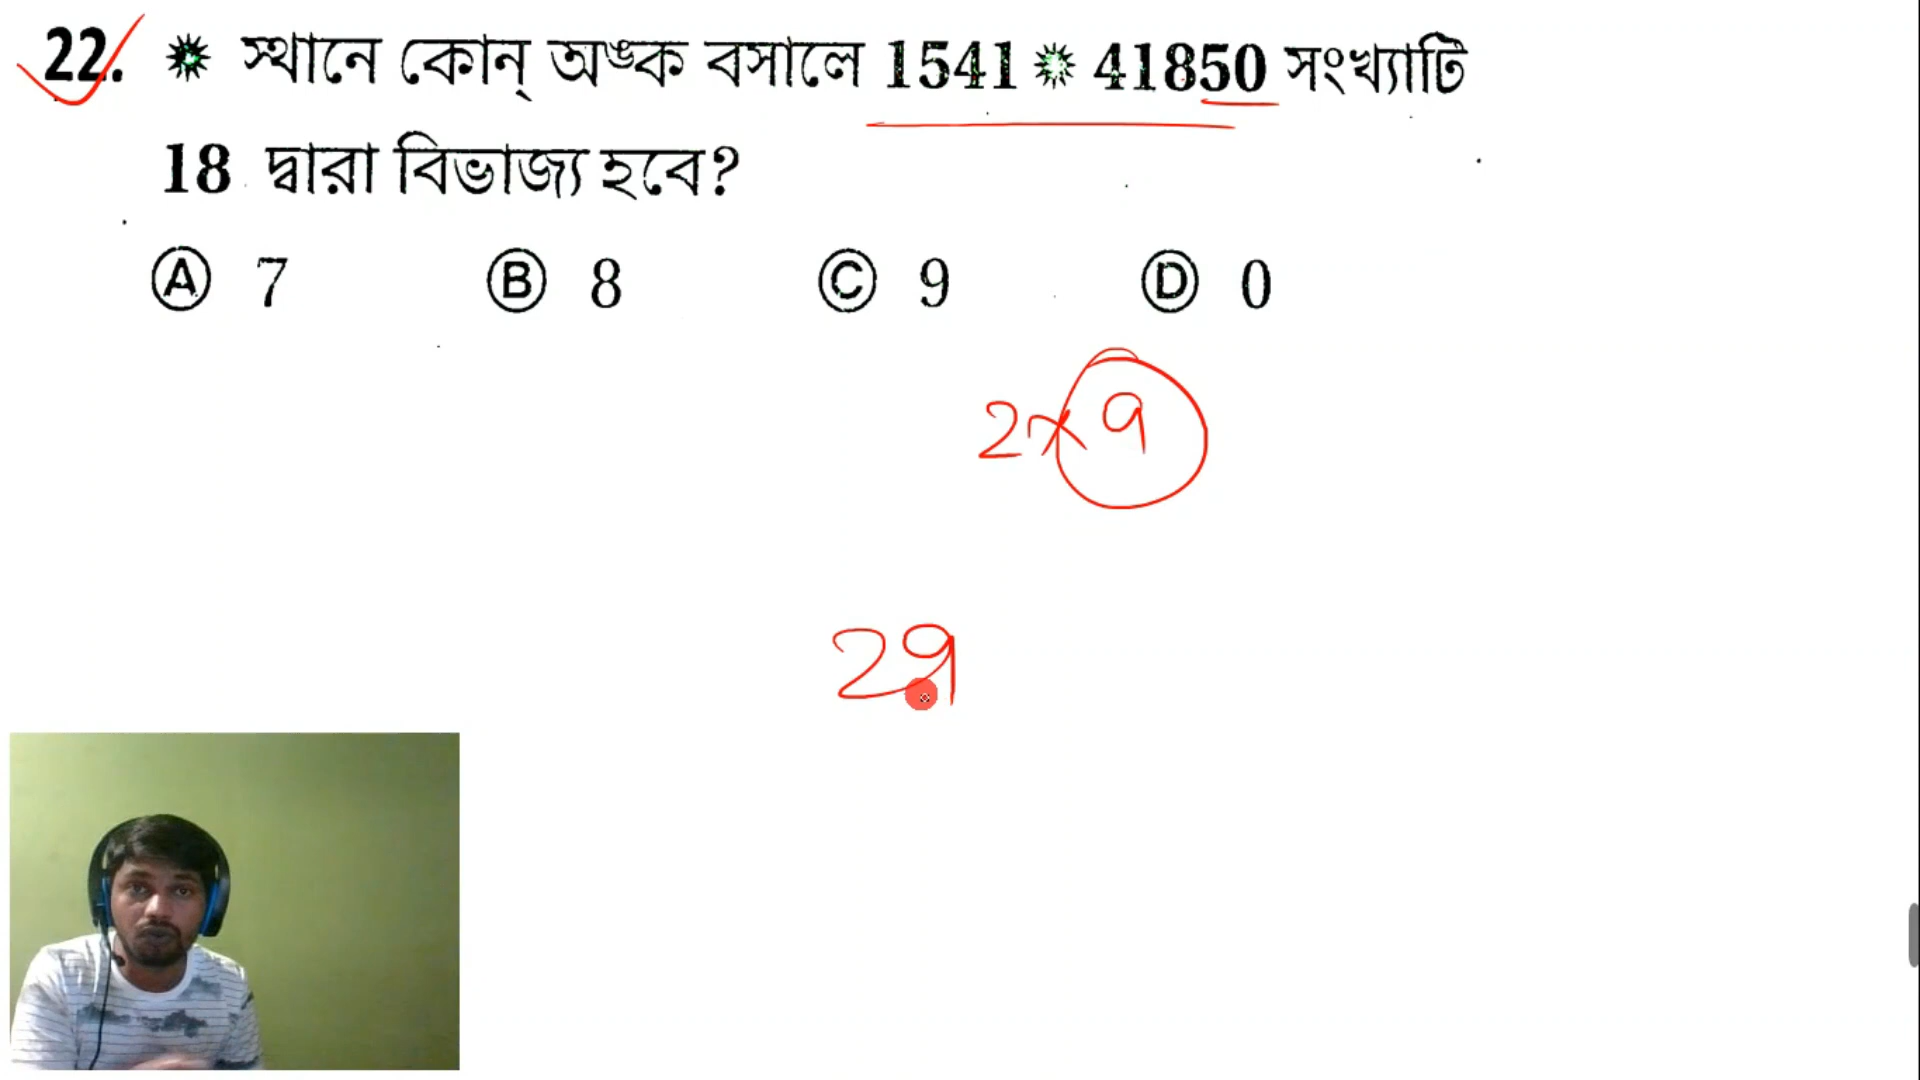 22. * স্থানে কোন্ অঙ্ক বসালে 1541 * 41850 সংখ্যাটি
18 দ্বারা বিভাজ্য হবে?
A 7 B 8 C 9 D 0
2 x 9
29